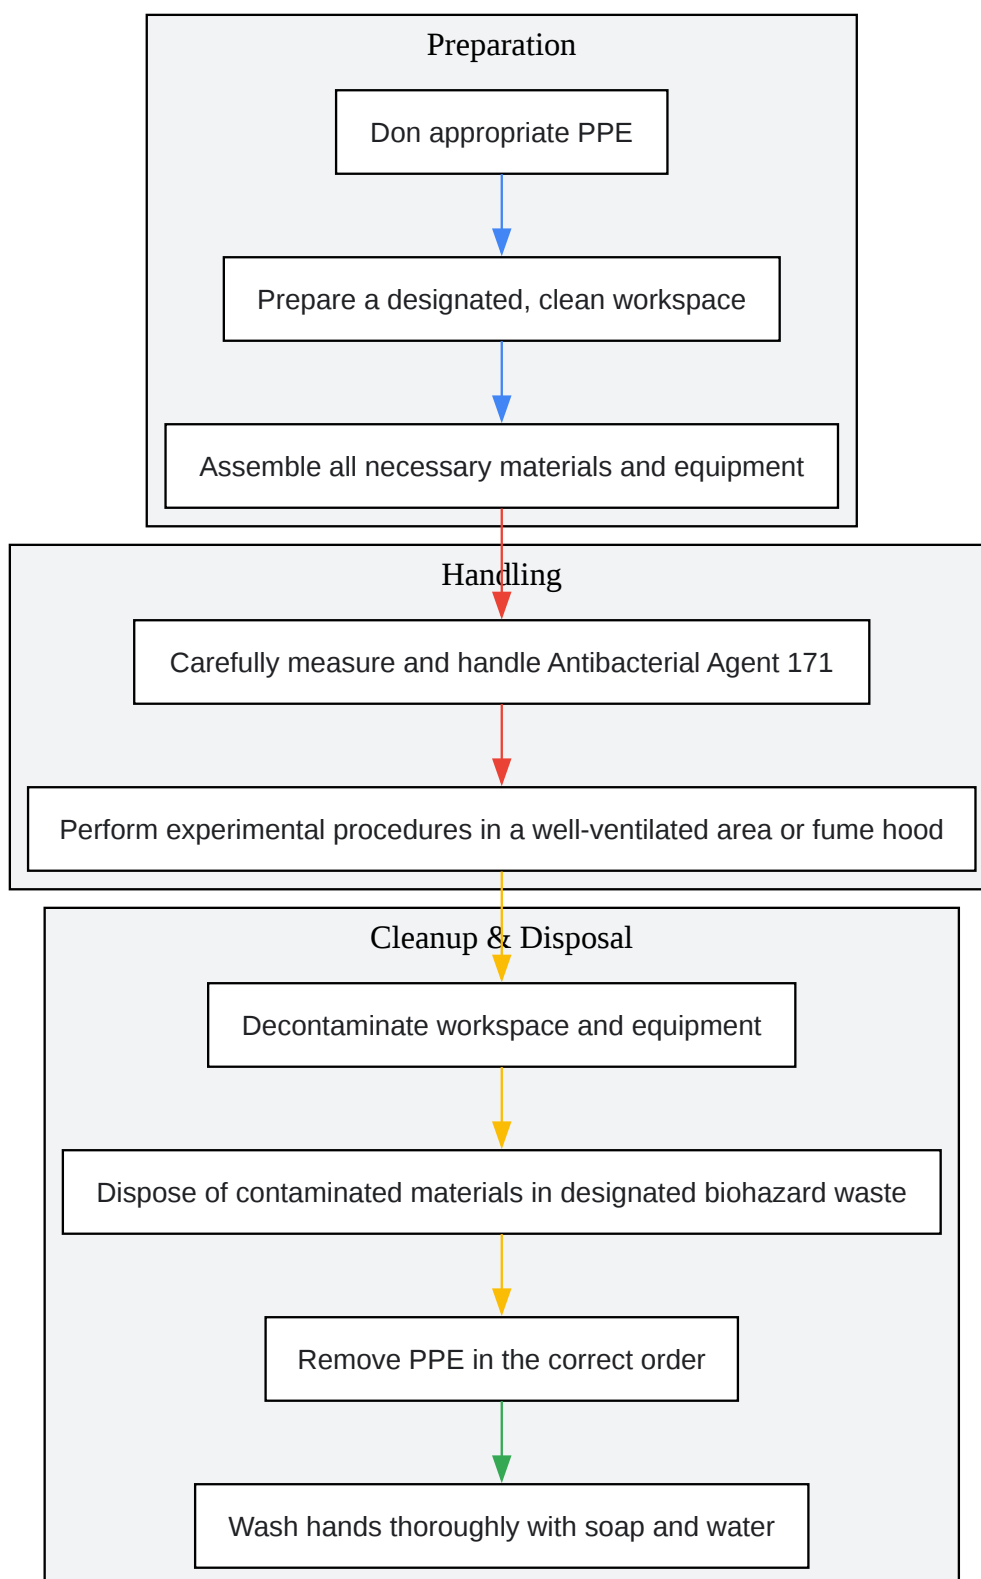 Preparation
Don appropriate PPE
Prepare a designated, clean workspace
Assemble all necessary materials and equipment
Handling
Carefully measure and handle Antibacterial Agent 171
Perform experimental procedures in a well-ventilated area or fume hood
Cleanup & Disposal
Decontaminate workspace and equipment
Dispose of contaminated materials in designated biohazard waste
Remove PPE in the correct order
Wash hands thoroughly with soap and water